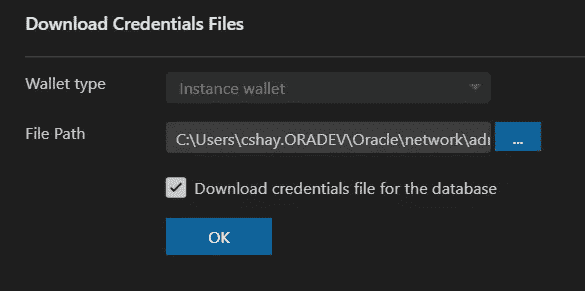 Download Credentials Files
Wallet type
Instance wallet
File Path
C:\Users\cshay.ORADEV\Oracle\network\adı
...
Download credentials file for the database
OK